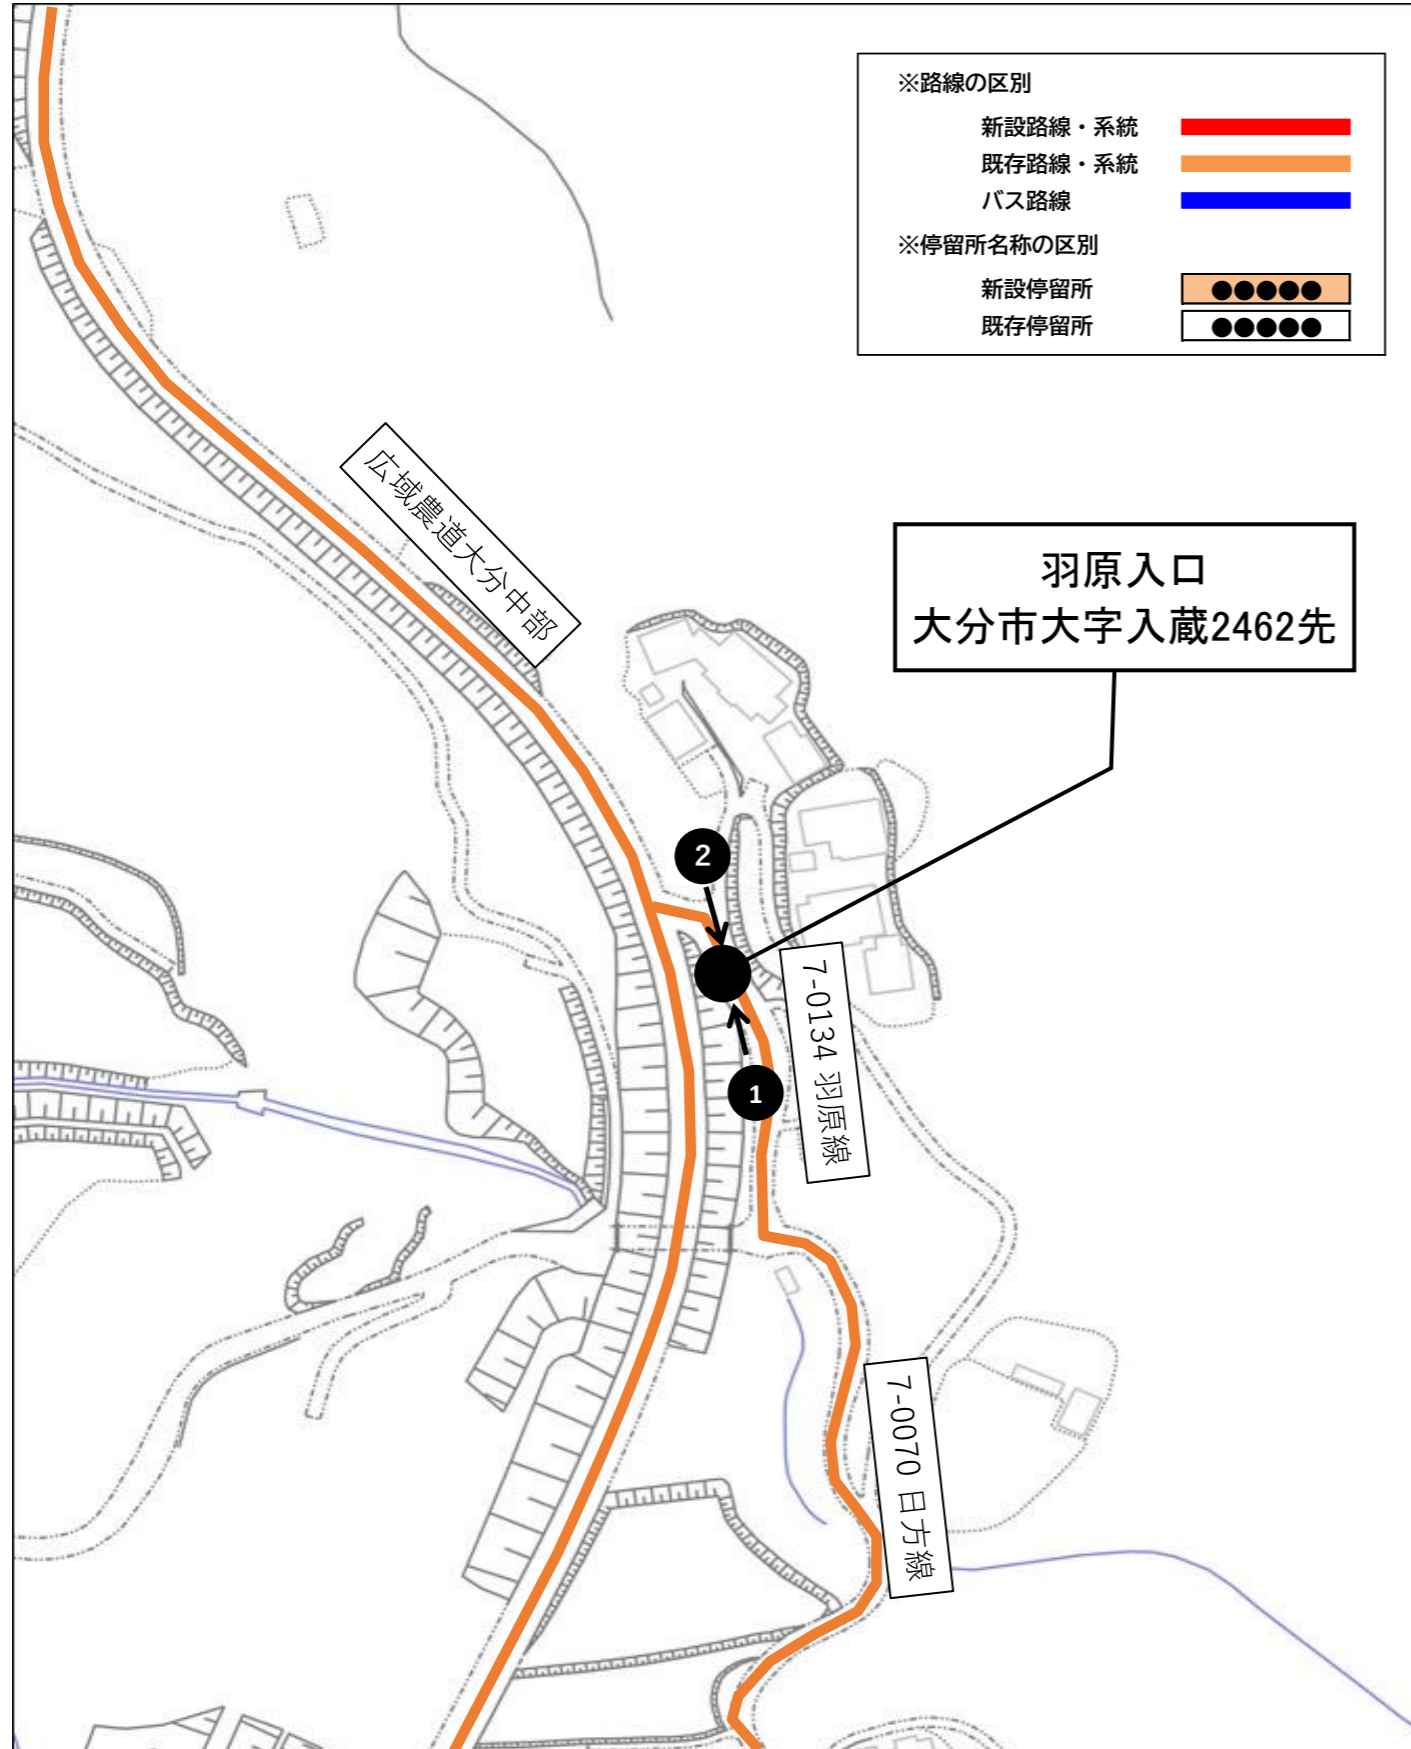 ※路線の区別
新設路線・系統
既存路線・系統
バス路線
※停留所名称の区別
新設停留所 ●●●●●
既存停留所 ●●●●●
広域農道大分中部
羽原入口
大分市大字入蔵2462先
2
7-0134 羽原線
1
7-0070 日方線